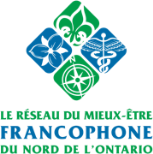 LE RÉSEAU DU MIEUX-ÊTRE
FRANCOPHONE
DU NORD DE L'ONTARIO